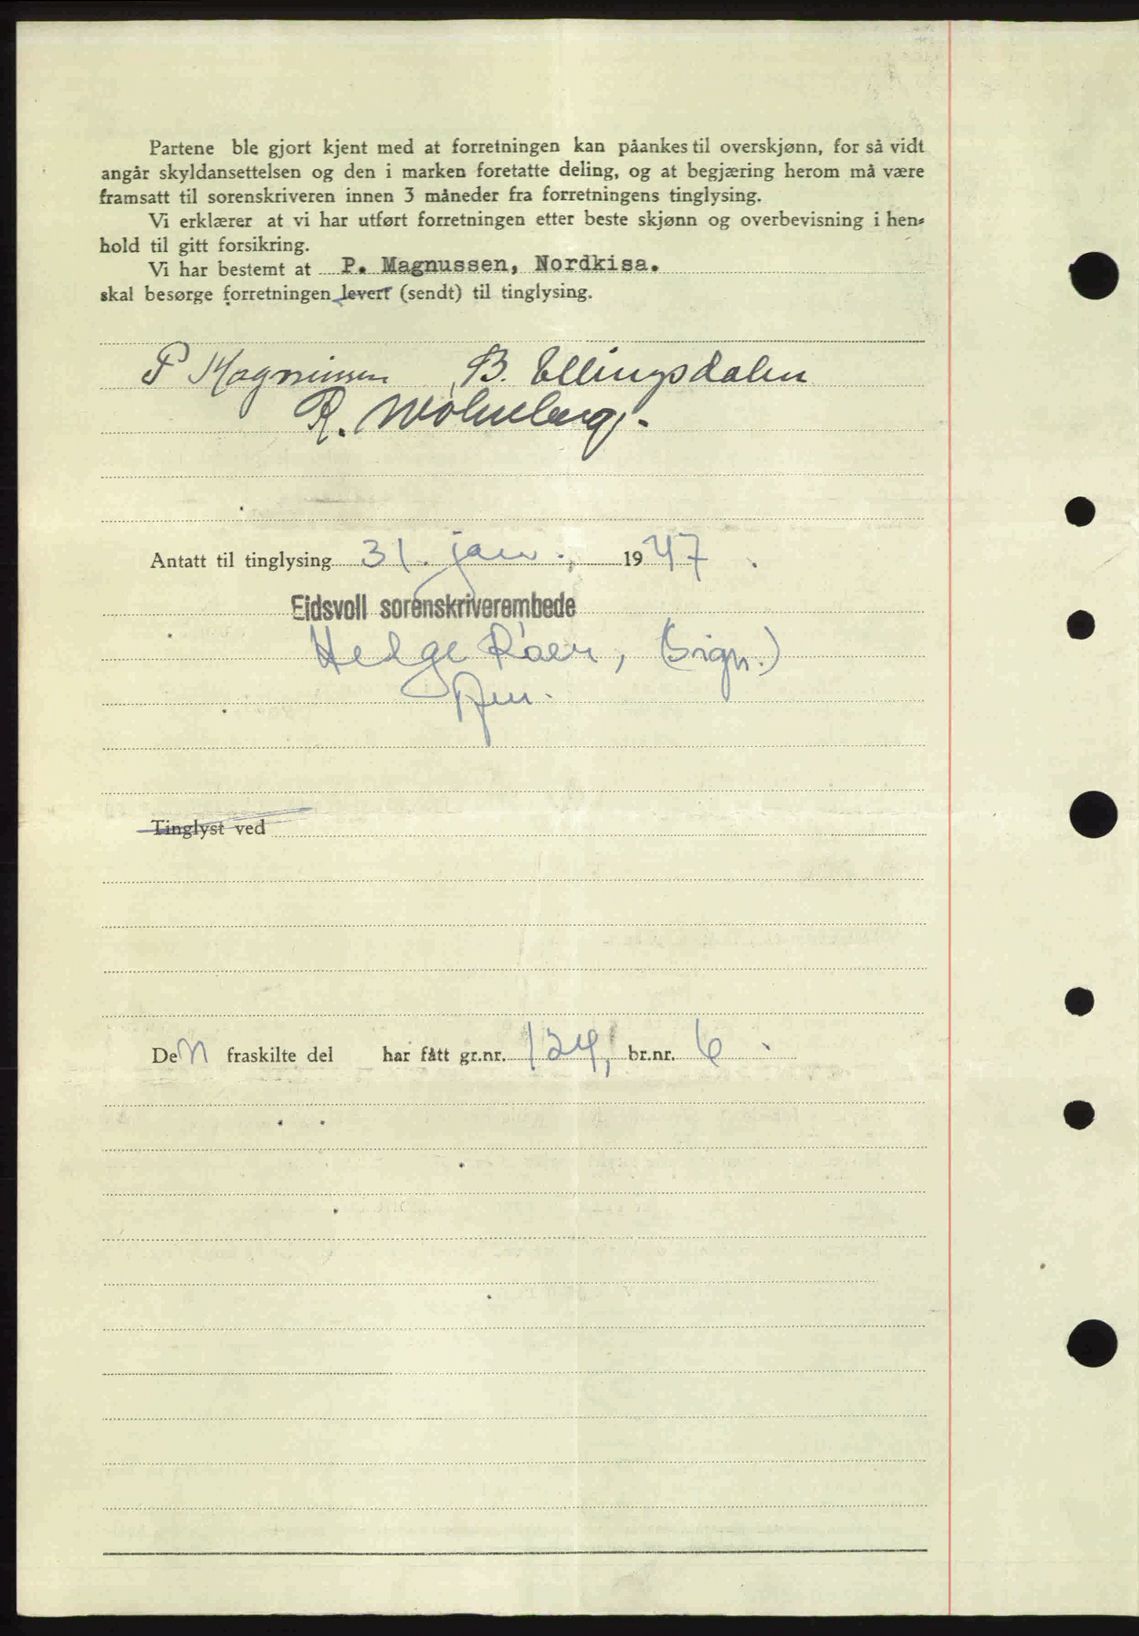 Partene ble gjort kjent med at forretningen kan påankes til overskjønn, for så vidt
angår skyldansettelsen og den i marken foretatte deling, og at begjæring herom må være
framsatt til sorenskriveren innen 3 måneder fra forretningens tinglysing.
Vi erklærer at vi har utført forretningen etter beste skjønn og overbevisning i hen-
hold til gitt forsikring.
Vi har bestemt at P. Magnussen, Nordkisa.
skal besørge forretningen levert (sendt) til tinglysing.
P Magnussen B. Ellingsdalen
R.
Antatt til tinglysing 31. jan. 1947.
Eidsvoll sorenskriverembede
Helge Røer, (sign.)
Tinglyst ved
Den fraskilte del har fått gr.nr. 124, br.nr. 6.